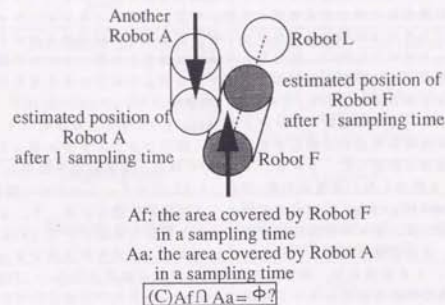 Another
Robot A
Robot L
estimated position of
Robot F
after 1 sampling time
estimated position of
Robot A
after 1 sampling time
Robot F
Af: the area covered by Robot F
in a sampling time
Aa: the area covered by Robot A
in a sampling time
(C)Af∩ Aa= Φ?